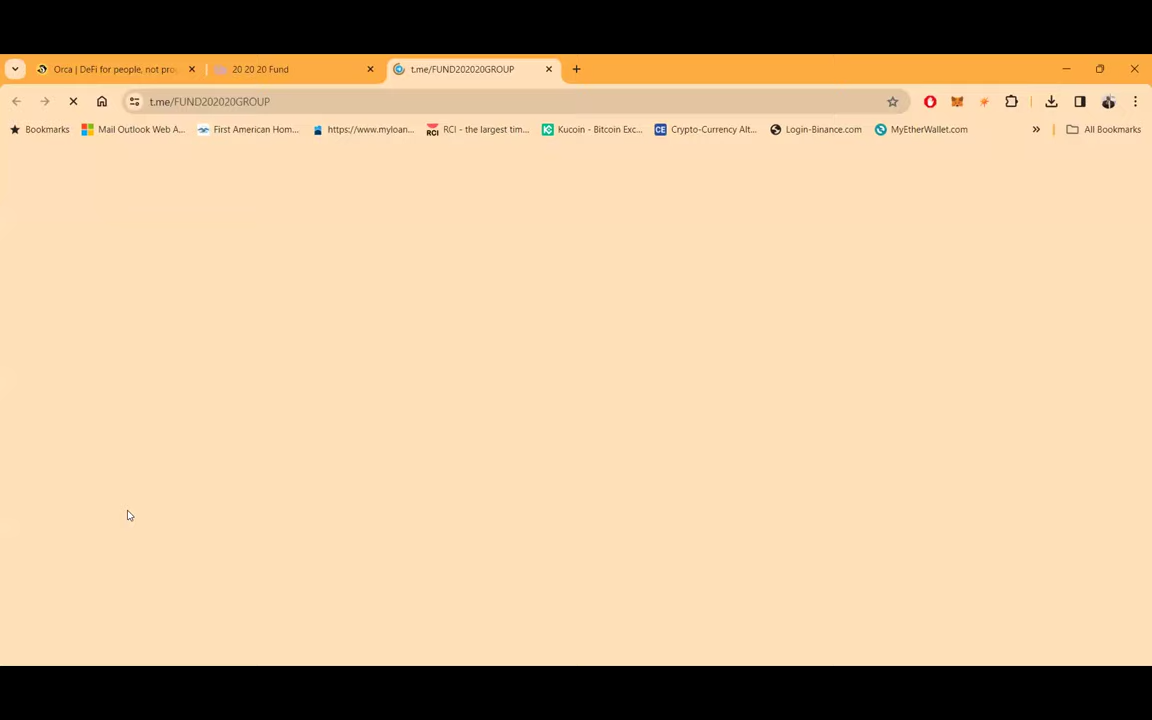 Orca | DeFi for people, not pro
20 20 20 Fund
t.me/FUND202020GROUP
t.me/FUND202020GROUP
Bookmarks
Mail Outlook Web A...
First American Hom...
https://www.myloan...
RCI
RCI - the largest tim...
Kucoin - Bitcoin Exc...
CE
Crypto-Currency Alt...
Login-Binance.com
MyEtherWallet.com
»
All Bookmarks